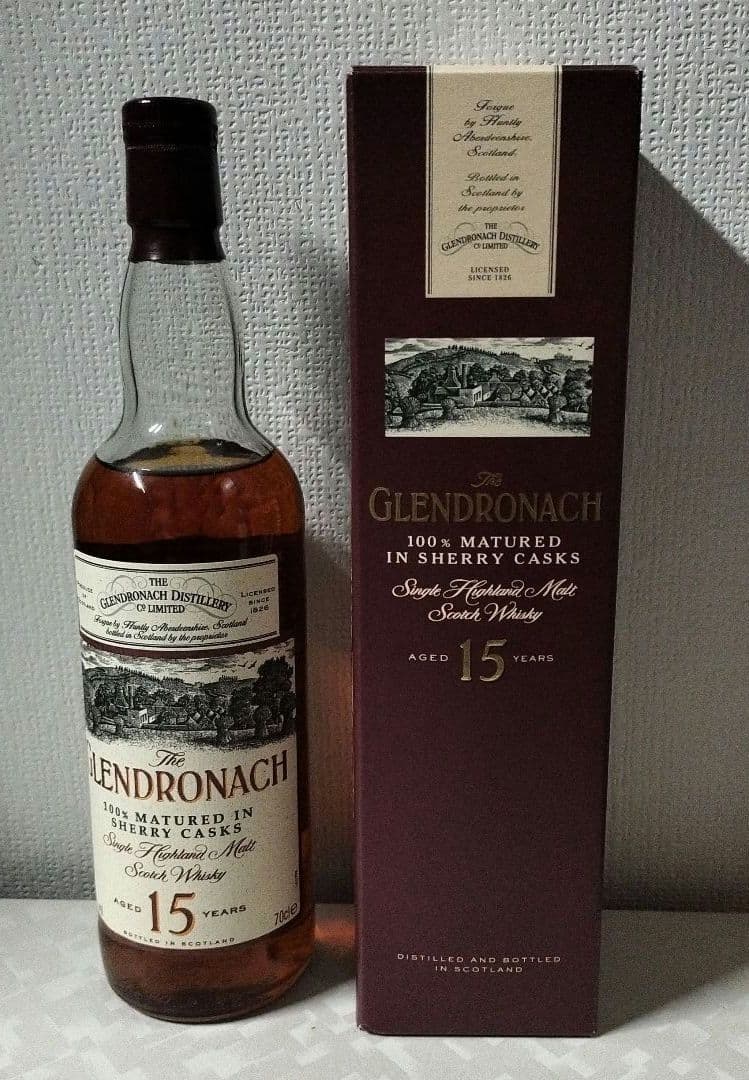 THE
GLENDRONACH DISTILLERY
Co LIMITED
LICENSED
SINCE
1826
Forgue by Huntly Aberdeenshire, Scotland
bottled in Scotland by the proprietor
The
GLENDRONACH
100% MATURED IN
SHERRY CASKS
Single Highland Malt
Scotch Whisky
AGED 15 YEARS
70cl e
BOTTLED IN SCOTLAND
Forgue
by Huntly
Aberdeenshire.
Scotland.
Bottled in
Scotland by
the proprietor
THE
GLENDRONACH DISTILLERY
Co LIMITED
LICENSED
SINCE 1826
The
GLENDRONACH
100% MATURED
IN SHERRY CASKS
Single Highland Malt
Scotch Whisky
AGED 15 YEARS
DISTILLED AND BOTTLED
IN SCOTLAND